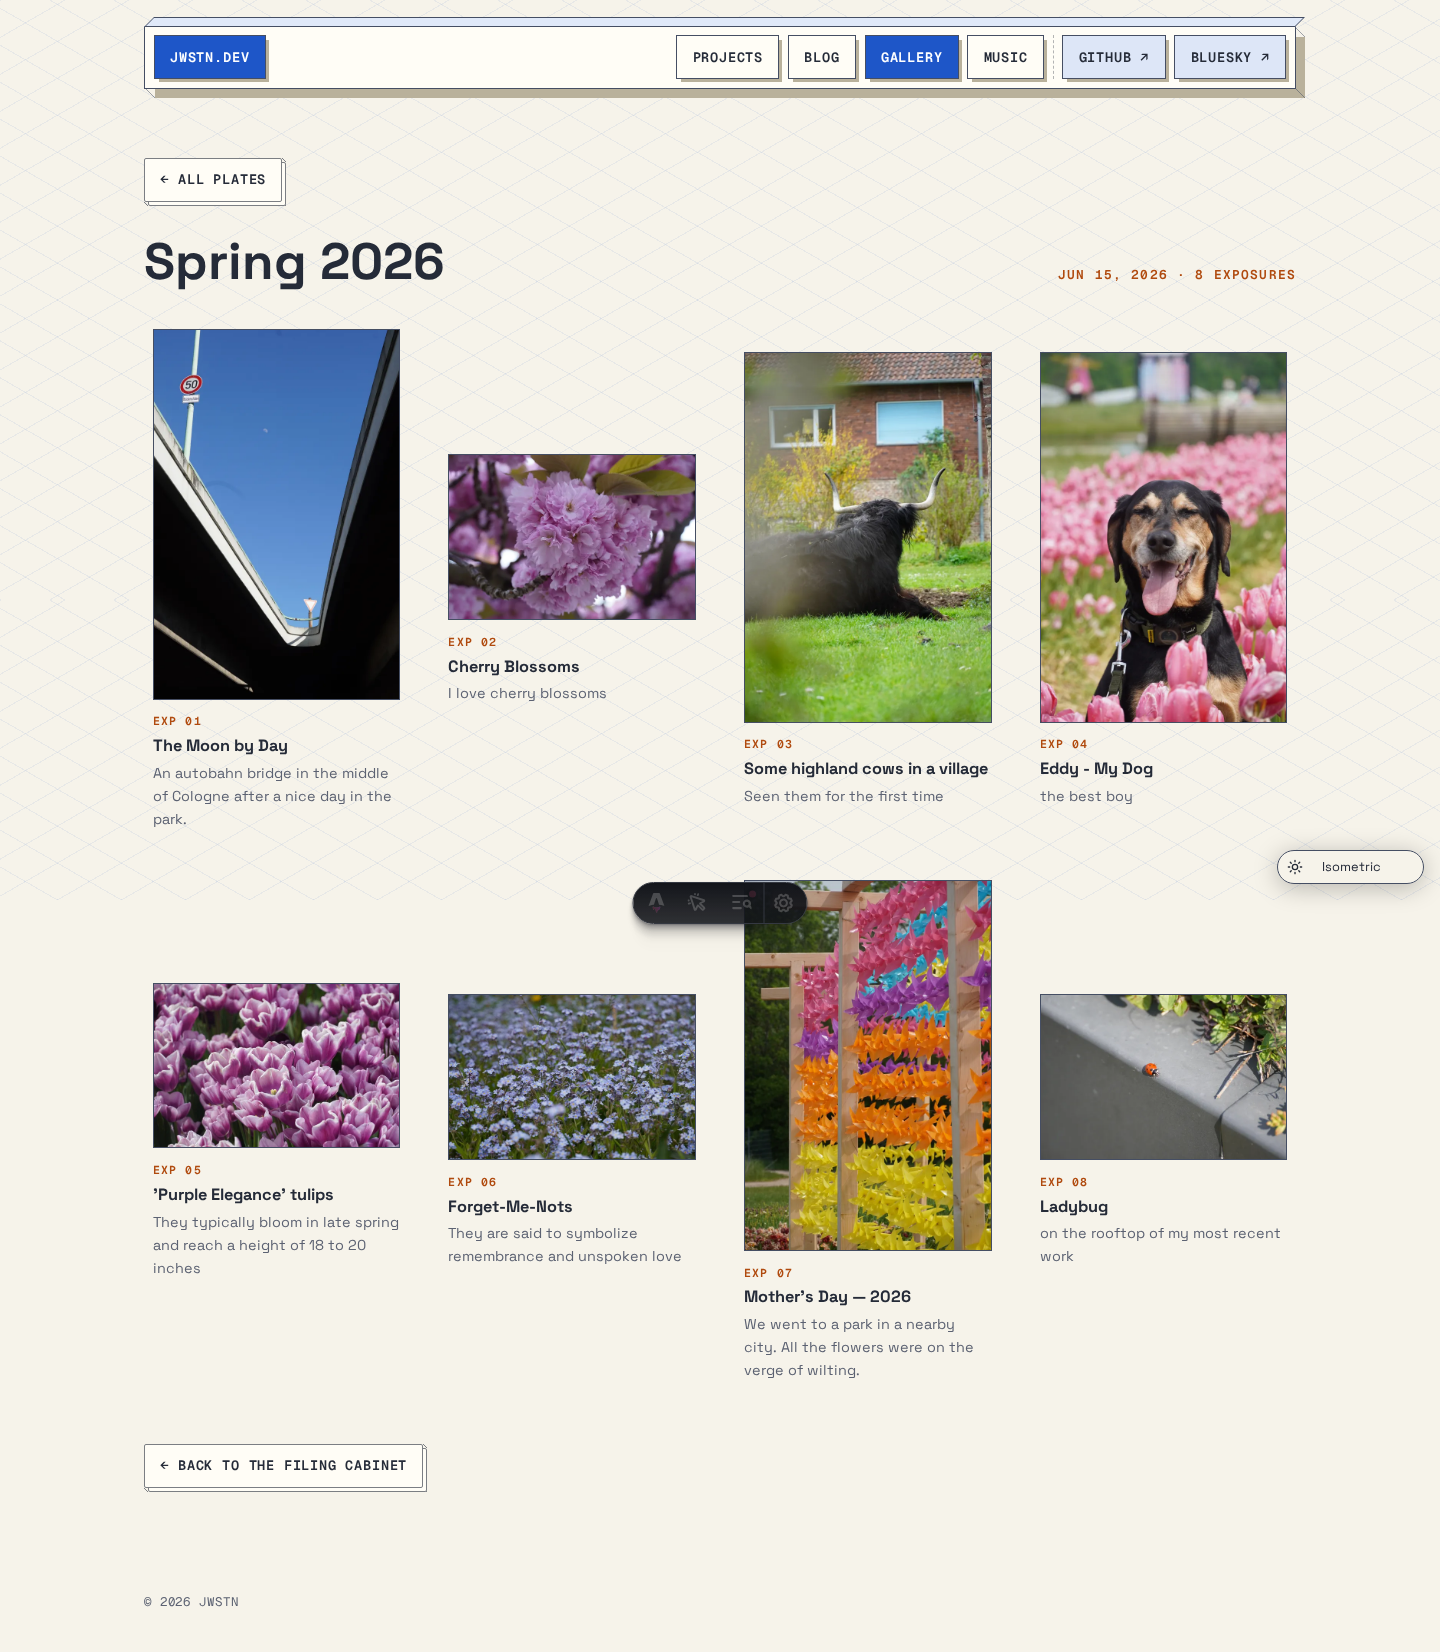 JWSTN.DEV
PROJECTS
BLOG
GALLERY
MUSIC
GITHUB ↗
BLUESKY ↗
← ALL PLATES
Spring 2026
JUN 15, 2026 · 8 EXPOSURES
50
EXP 01
The Moon by Day
An autobahn bridge in the middle
of Cologne after a nice day in the
park.
EXP 02
Cherry Blossoms
I love cherry blossoms
EXP 03
Some highland cows in a village
Seen them for the first time
EXP 04
Eddy - My Dog
the best boy
Isometric
EXP 05
’Purple Elegance’ tulips
They typically bloom in late spring
and reach a height of 18 to 20
inches
EXP 06
Forget-Me-Nots
They are said to symbolize
remembrance and unspoken love
EXP 07
Mother’s Day — 2026
We went to a park in a nearby
city. All the flowers were on the
verge of wilting.
EXP 08
Ladybug
on the rooftop of my most recent
work
← BACK TO THE FILING CABINET
© 2026 JWSTN